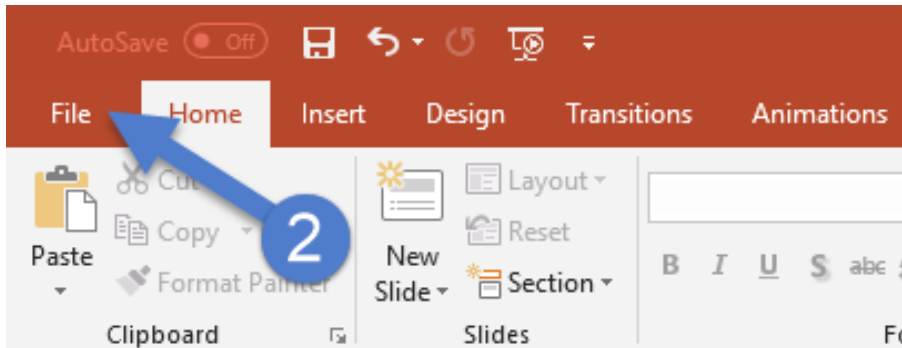 AutoSave Off
File Home Insert Design Transitions Animations
Cut Layout
Copy Reset
Paste 2 New
Format Painter Slide Section B I U S abc
Clipboard Slides